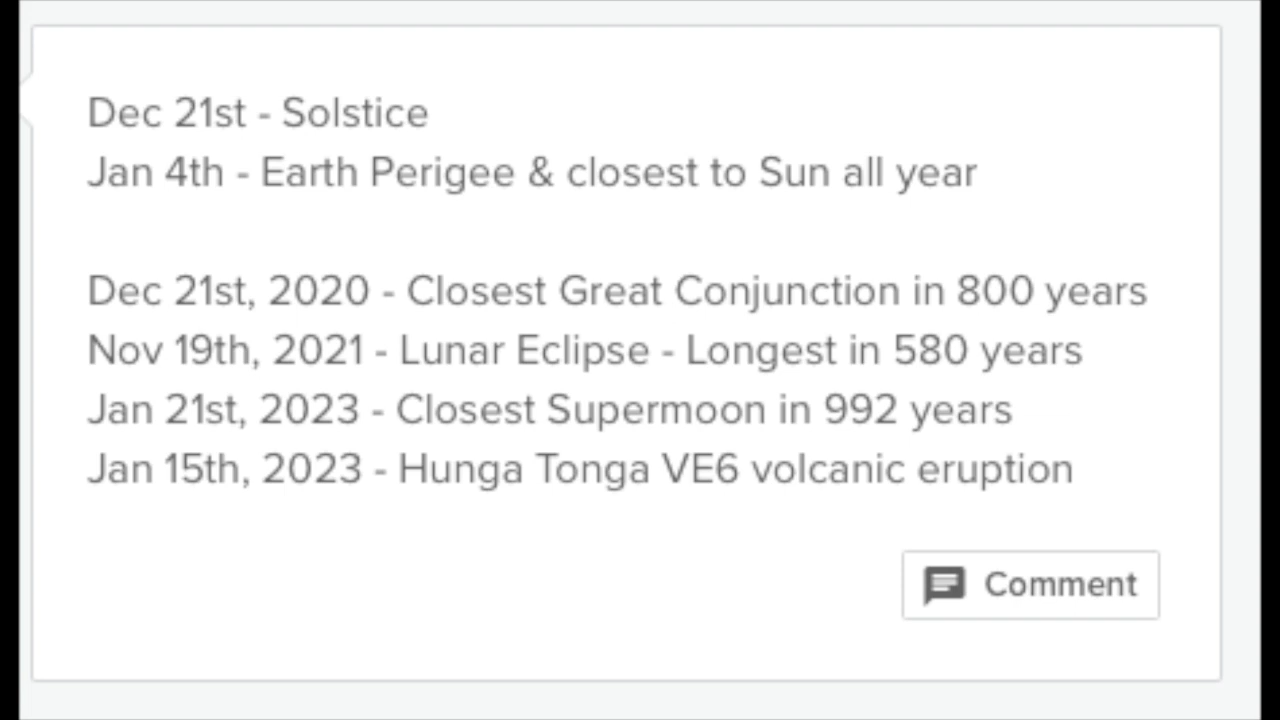 Dec 21st - Solstice
Jan 4th - Earth Perigee & closest to Sun all year
Dec 21st, 2020 - Closest Great Conjunction in 800 years
Nov 19th, 2021 - Lunar Eclipse - Longest in 580 years
Jan 21st, 2023 - Closest Supermoon in 992 years
Jan 15th, 2023 - Hunga Tonga VE6 volcanic eruption
Comment